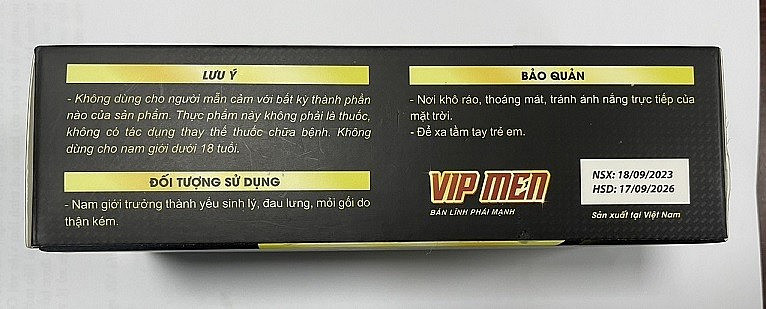 LƯU Ý
- Không dùng cho người mẫn cảm với bất kỳ thành phần
nào của sản phẩm. Thực phẩm này không phải là thuốc,
không có tác dụng thay thế thuốc chữa bệnh. Không
dùng cho nam giới dưới 18 tuổi.
ĐỐI TƯỢNG SỬ DỤNG
- Nam giới trưởng thành yếu sinh lý, đau lưng, mỏi gối do
thận kém.
BẢO QUẢN
- Nơi khô ráo, thoáng mát, tránh ánh nắng trực tiếp của
mặt trời.
- Để xa tầm tay trẻ em.
VIP MEN
BẢN LĨNH PHÁI MẠNH
NSX: 18/09/2023
HSD: 17/09/2026
Sản xuất tại Việt Nam